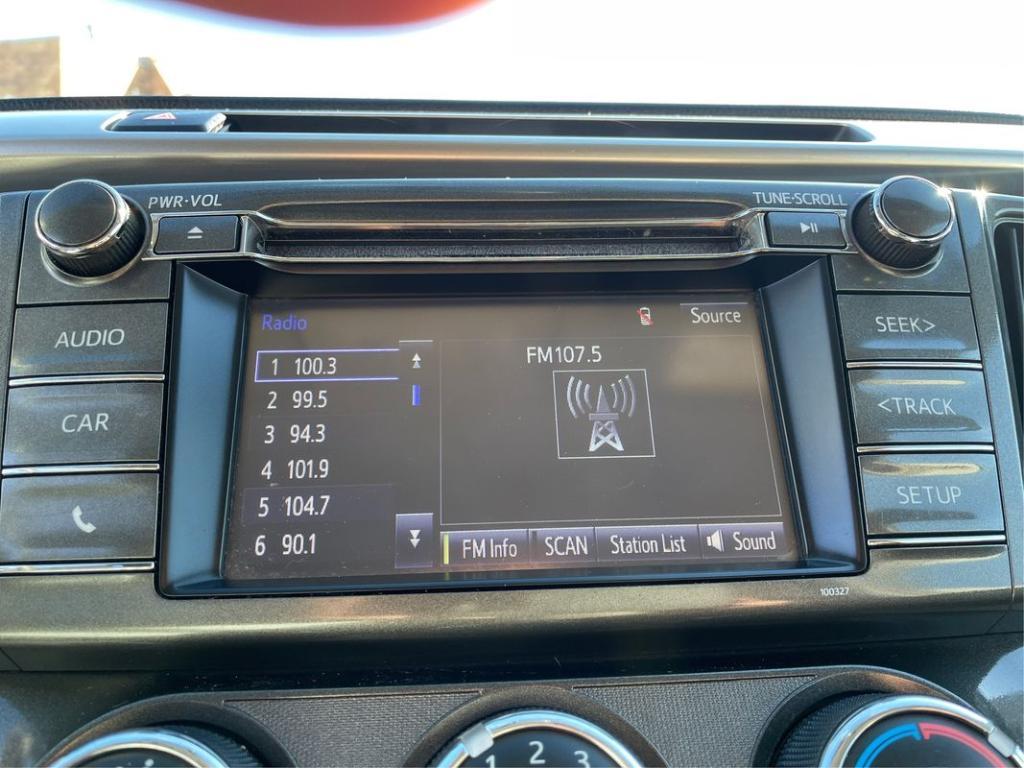 PWR·VOL
TUNE·SCROLL
AUDIO
CAR
Radio
Source
1 100.3
2 99.5
3 94.3
4 101.9
5 104.7
6 90.1
FM107.5
FM Info
SCAN
Station List
Sound
SEEK>
<TRACK
SETUP
100327
1 2 3